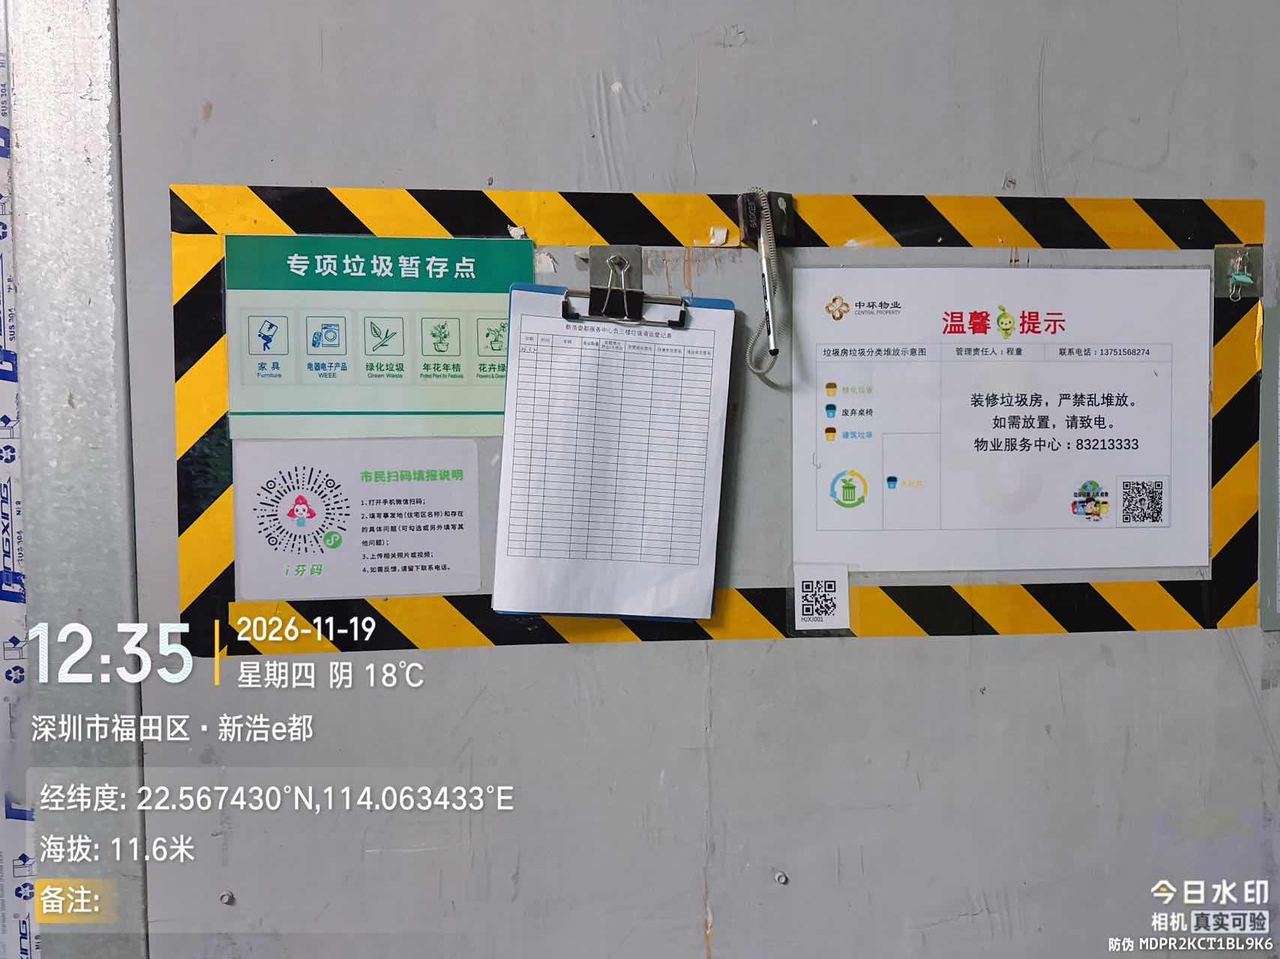 专项垃圾暂存点
家具
Furniture
电器电子产品
WEEE
绿化垃圾
Green Waste
年花年桔
Potted Plant for Festivals
花卉绿
市民扫码填报说明
1、打开手机微信扫码；
2、填写事发地(住宅区名称)和存在
的具体问题(可勾选或另外填写其
他问题)；
3、上传相关照片或视频；
4、如需反馈，请留下联系电话。
i 芬码
中环物业
CENTRAL PROPERTY
温馨提示
垃圾房垃圾分类堆放示意图
管理责任人：程童
联系电话：13751568274
绿化垃圾
废弃桌椅
建筑垃圾
装修垃圾房，严禁乱堆放。
如需放置，请致电。
物业服务中心：83213333
HJXJ001
SUS 304
12:35
2026-11-19
星期四 阴 18℃
深圳市福田区·新浩e都
经纬度: 22.567430°N,114.063433°E
海拔: 11.6米
备注:
今日水印
相机 真实可验
防伪 MDPR2KCT1BL9K6